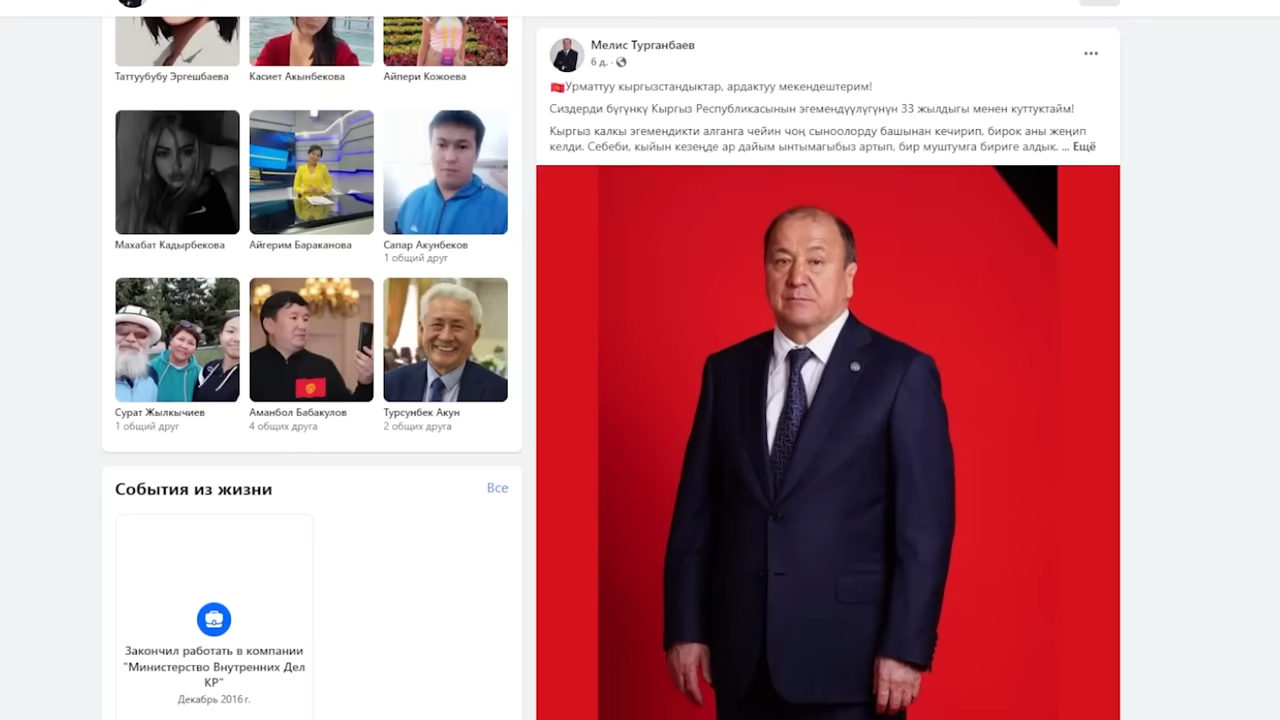 Таттуубубу Эргешбаева
Касиет Акынбекова
Айпери Кожоева
Махабат Кадырбекова
Айгерим Бараканова
Сапар Акунбеков
1 общий друг
Сурат Жылкычиев
1 общий друг
Аманбол Бабакулов
4 общих друга
Турсунбек Акун
2 общих друга
События из жизни
Все
Закончил работать в компании
"Министерство Внутренних Дел
КР"
Декабрь 2016 г.
Мелис Турганбаев
6 д. ·
Урматтуу кыргызстандыктар, ардактуу мекендештерим!
Сиздерди бүгүнкү Кыргыз Республикасынын эгемендүүлүгүнүн 33 жылдыгы менен куттуктайм!
Кыргыз калкы эгемендикти алганга чейин чоң сыноолорду башынан кечирип, бирок аны жеңип
келди. Себеби, кыйын кезеңде ар дайым ынтымагыбыз артып, бир муштумга бириге алдык. ... Ещё